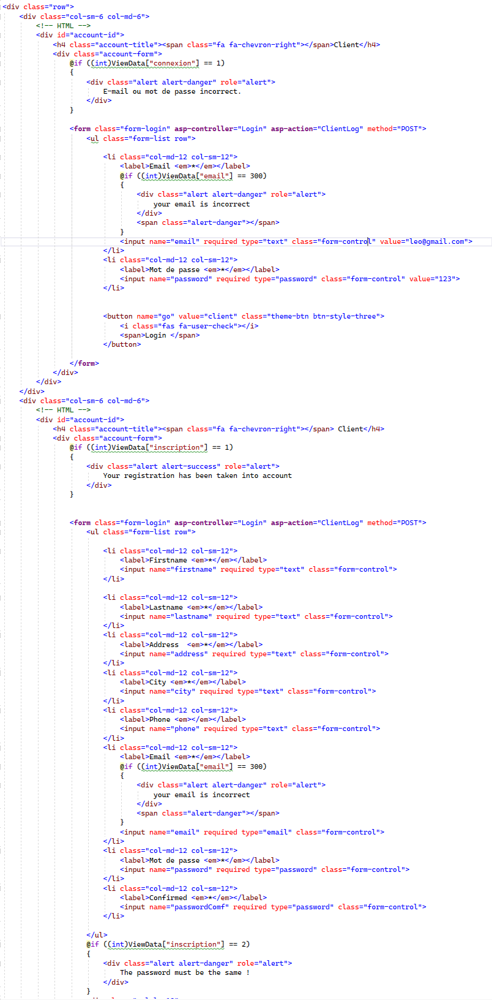 <div class="row">
<div class="col-sm-6 col-md-6">
<!-- HTML -->
<div id="account-id">
<h4 class="account-title"><span class="fa fa-chevron-right"></span>Client</h4>
<div class="account-form">
@if ((int)ViewData["connexion"] == 1)
{
<div class="alert alert-danger" role="alert">
E-mail ou mot de passe incorrect.
</div>
}
<form class="form-login" asp-controller="Login" asp-action="ClientLog" method="POST">
<ul class="form-list row">
<li class="col-md-12 col-sm-12">
<label>Email <em>*</em></label>
@if ((int)ViewData["email"] == 300)
{
<div class="alert alert-danger" role="alert">
your email is incorrect
</div>
<span class="alert-danger"></span>
}
<input name="email" required type="text" class="form-control" value="leo@gmail.com">
</li>
<li class="col-md-12 col-sm-12">
<label>Mot de passe <em>*</em></label>
<input name="password" required type="password" class="form-control" value="123">
</li>
<button name="go" value="client" class="theme-btn btn-style-three">
<i class="fas fa-user-check"></i>
<span>Login </span>
</button>
</form>
</div>
</div>
</div>
<div class="col-sm-6 col-md-6">
<!-- HTML -->
<div id="account-id">
<h4 class="account-title"><span class="fa fa-chevron-right"></span> Client</h4>
<div class="account-form">
@if ((int)ViewData["inscription"] == 1)
{
<div class="alert alert-success" role="alert">
Your registration has been taken into account
</div>
}
<form class="form-login" asp-controller="Login" asp-action="ClientLog" method="POST">
<ul class="form-list row">
<li class="col-md-12 col-sm-12">
<label>Firstname <em>*</em></label>
<input name="firstname" required type="text" class="form-control">
</li>
<li class="col-md-12 col-sm-12">
<label>Lastname <em>*</em></label>
<input name="lastname" required type="text" class="form-control">
</li>
<li class="col-md-12 col-sm-12">
<label>Address  <em>*</em></label>
<input name="address" required type="text" class="form-control">
</li>
<li class="col-md-12 col-sm-12">
<label>City <em>*</em></label>
<input name="city" required type="text" class="form-control">
</li>
<li class="col-md-12 col-sm-12">
<label>Phone <em></em></label>
<input name="phone" required type="text" class="form-control">
</li>
<li class="col-md-12 col-sm-12">
<label>Email <em>*</em></label>
@if ((int)ViewData["email"] == 300)
{
<div class="alert alert-danger" role="alert">
your email is incorrect
</div>
<span class="alert-danger"></span>
}
<input name="email" required type="email" class="form-control">
</li>
<li class="col-md-12 col-sm-12">
<label>Mot de passe <em>*</em></label>
<input name="password" required type="password" class="form-control">
</li>
<li class="col-md-12 col-sm-12">
<label>Confirmed <em>*</em></label>
<input name="passwordComf" required type="password" class="form-control">
</li>
</ul>
@if ((int)ViewData["inscription"] == 2)
{
<div class="alert alert-danger" role="alert">
The password must be the same !
</div>
}